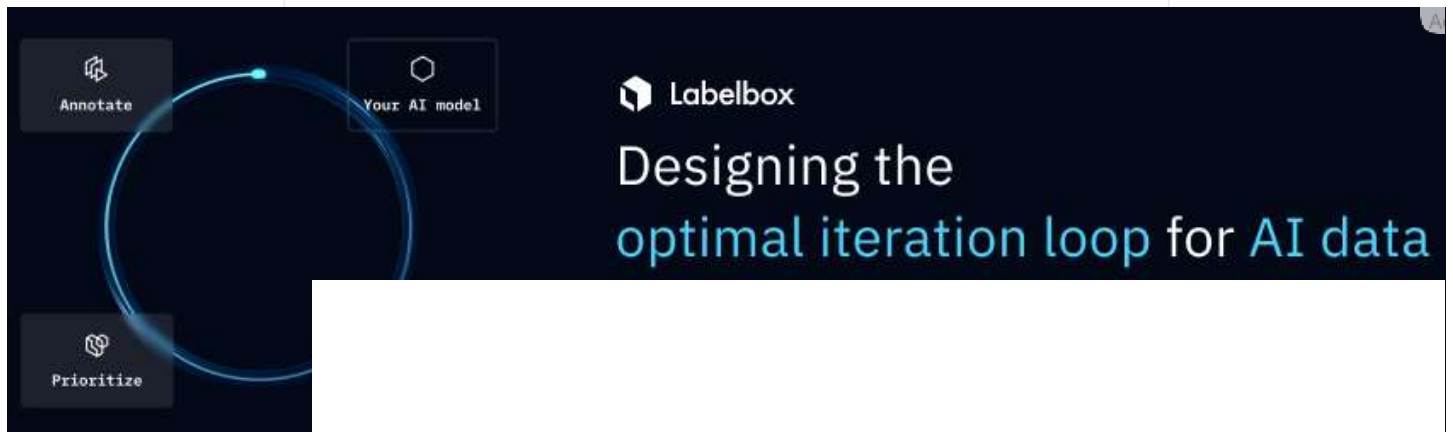 Annotate
Your AI model
Labelbox
Designing the
optimal iteration loop for AI data
Prioritize